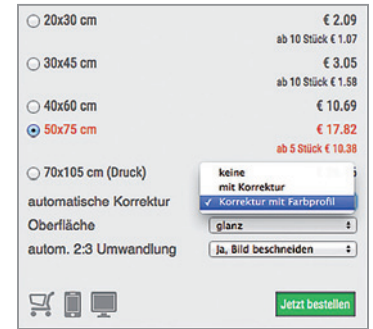 20x30 cm € 2.09
ab 10 Stück € 1.07
30x45 cm € 3.05
ab 10 Stück € 1.58
40x60 cm € 10.69
50x75 cm € 17.82
ab 5 Stück € 10.38
70x105 cm (Druck)
keine
mit Korrektur
automatische Korrektur ✓ Korrektur mit Farbprofil
Oberfläche glanz
autom. 2:3 Umwandlung Ja, Bild beschneiden
Jetzt bestellen